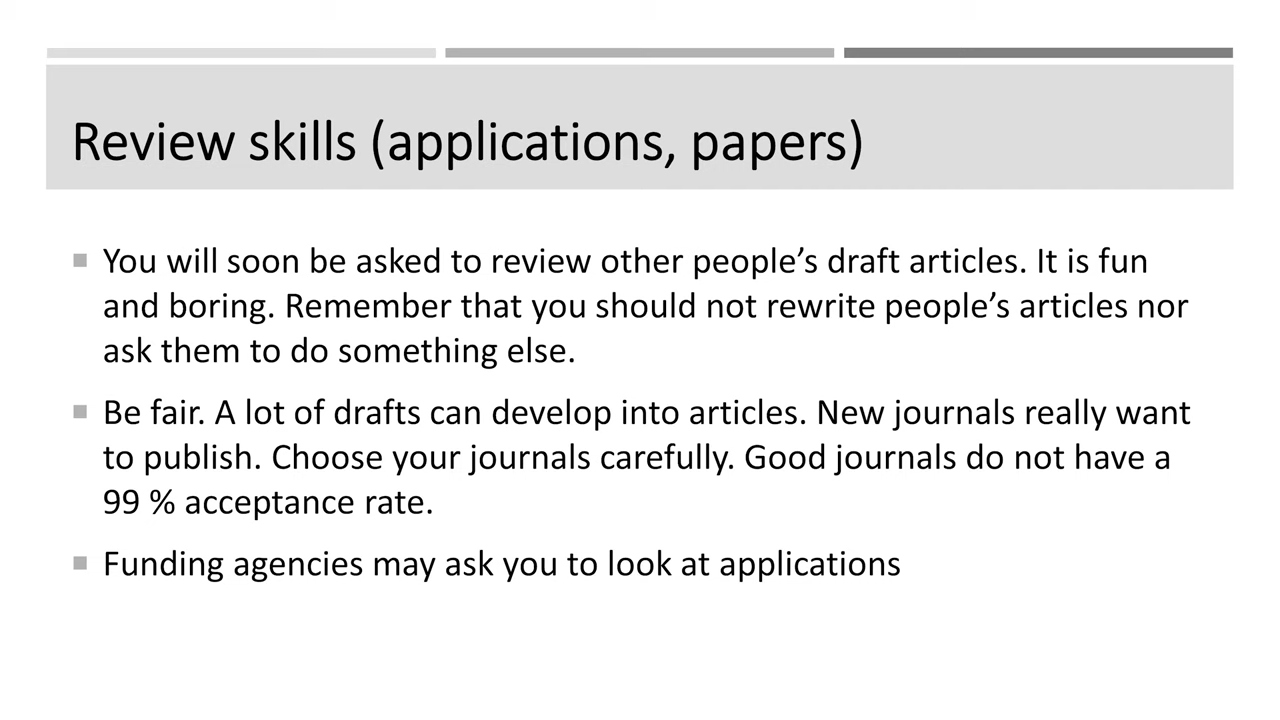 Review skills (applications, papers)
You will soon be asked to review other people’s draft articles. It is fun
and boring. Remember that you should not rewrite people’s articles nor
ask them to do something else.
Be fair. A lot of drafts can develop into articles. New journals really want
to publish. Choose your journals carefully. Good journals do not have a
99 % acceptance rate.
Funding agencies may ask you to look at applications